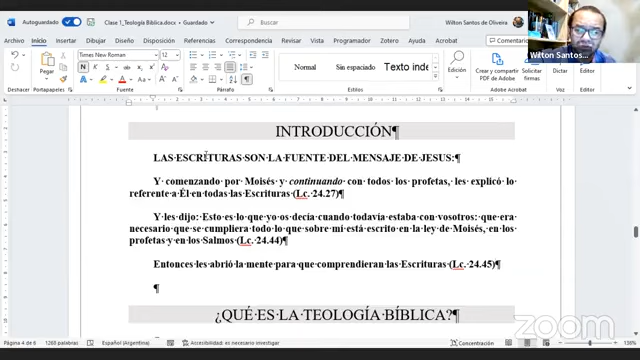 Autoguardado
Clase 1_Teología Bíblica.docx • Guardado
Buscar
Wilton Santos de Oliveira
Archivo Inicio Insertar Dibujar Diseño Disposición Referencias Correspondencia Revisar Vista Programador Zotero Ayuda Acrobat
Comentarios
Times New Roman
Pegar
Portapapeles Fuente Párrafo Estilos
Normal
Sin espaciado
Texto inde
Edición
Crear y compartir
PDF de Adobe
Solicitar
firmas
Adobe Acrobat
Dictar
Voz
Wilton Santos...
INTRODUCCIÓN¶
LAS·ESCRITURAS·SON·LA·FUENTE·DEL·MENSAJE·DE·JESUS:¶
Y· comenzando· por· Moisés· y· continuando· con· todos· los· profetas,· les· explicó· lo·
referente·a·Él·en·todas·las·Escrituras·(Lc.·24.27)¶
Y·les·dijo:·Esto·es·lo·que·yo·os·decía·cuando·todavía·estaba·con·vosotros:·que·era·
necesario·que·se·cumpliera·todo·lo·que·sobre·mí·está·escrito·en·la·ley·de·Moisés,·en·los·
profetas·y·en·los·Salmos·(Lc.·24.44)¶
Entonces·les·abrió·la·mente·para·que·comprendieran·las·Escrituras·(Lc.·24.45)¶
¶
¿QUÉ·ES·LA·TEOLOGÍA·BÍBLICA?¶
zoom
Página 4 de 6
1268 palabras
Español (Argentina)
Accesibilidad: es necesario investigar
Concentración
136%